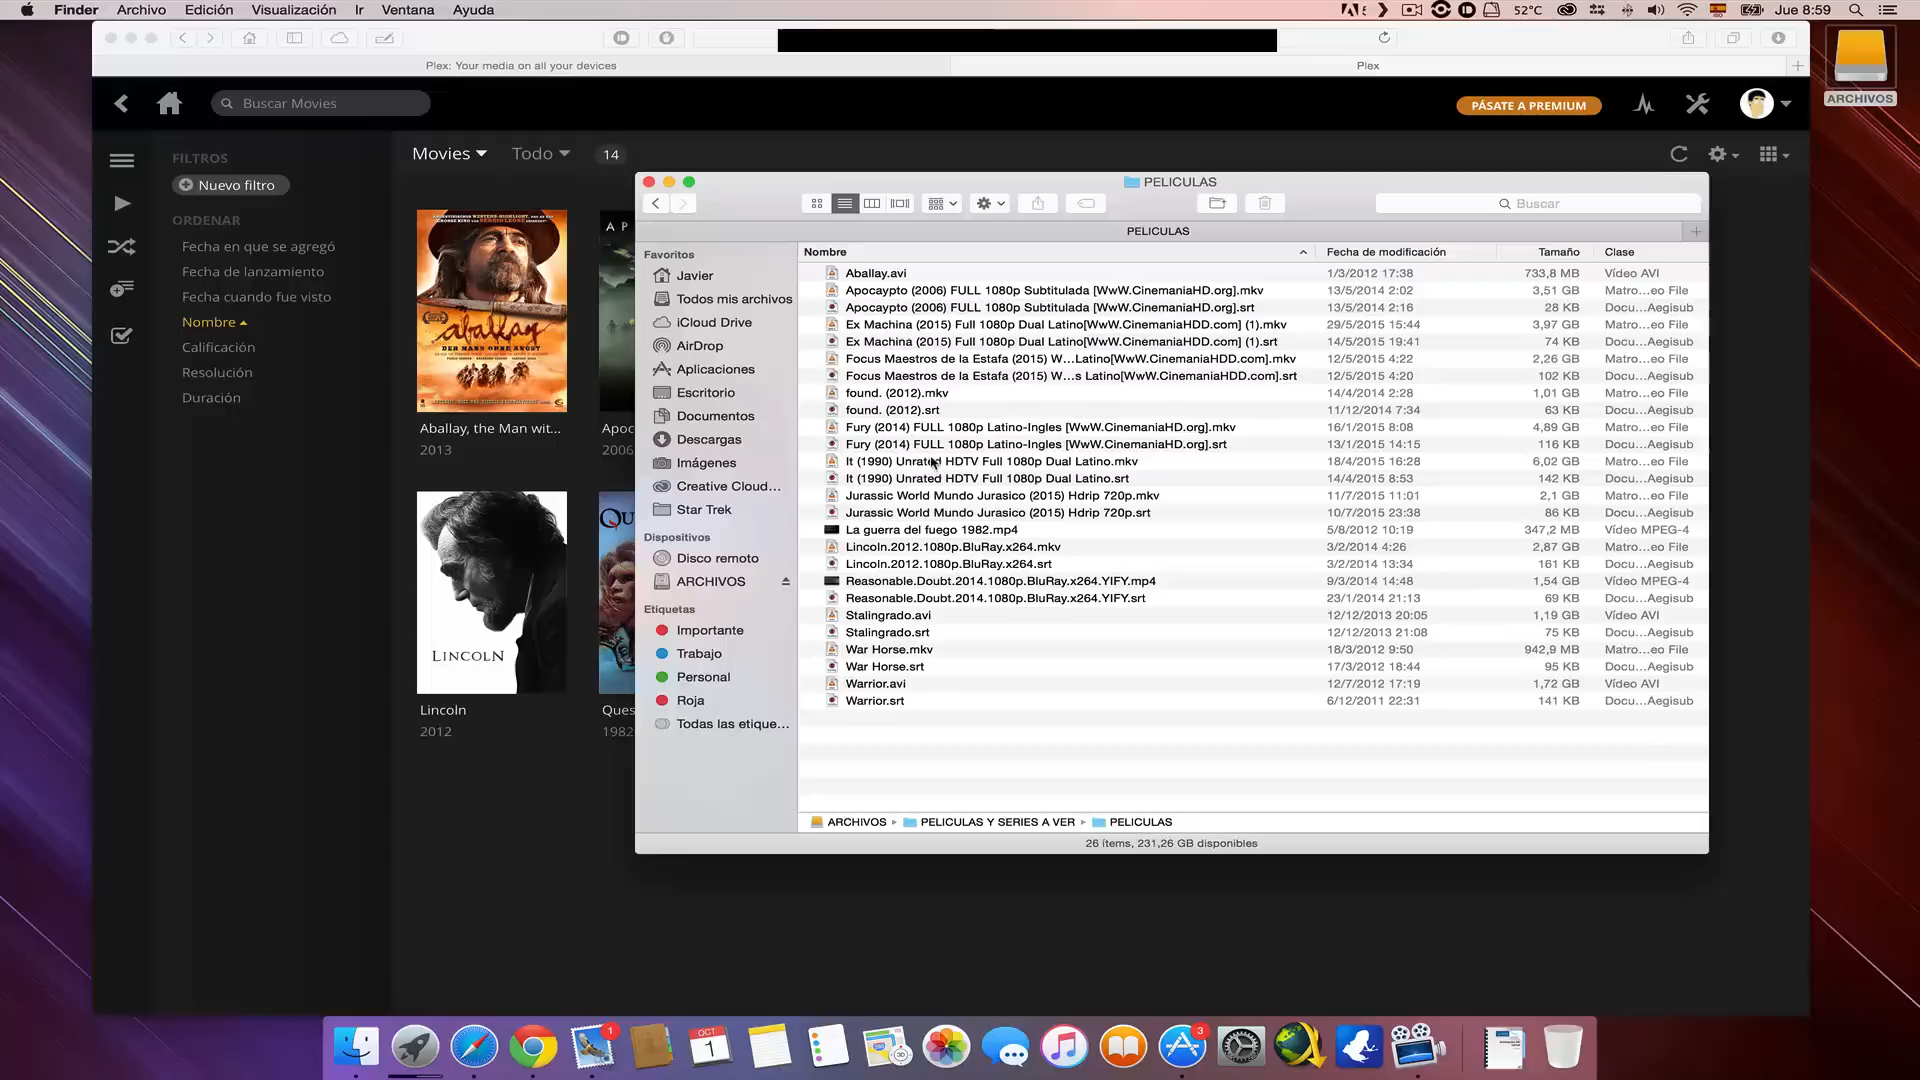 Finder Archivo Edición Visualización Ir Ventana Ayuda
52°C Jue 8:59
Plex: Your media on all your devices
Plex
ARCHIVOS
Buscar Movies
PÁSATE A PREMIUM
FILTROS
Nuevo filtro
ORDENAR
Fecha en que se agregó
Fecha de lanzamiento
Fecha cuando fue visto
Nombre
Calificación
Resolución
Duración
Movies Todo 14
aballay
DER MANN OHNE ANGST
Aballay, the Man wit...
2013
A P
Apoc
2006
LINCOLN
Lincoln
2012
QU
Ques
1982
PELICULAS
Buscar
PELICULAS
Favoritos
Javier
Todos mis archivos
iCloud Drive
AirDrop
Aplicaciones
Escritorio
Documentos
Descargas
Imágenes
Creative Cloud...
Star Trek
Dispositivos
Disco remoto
ARCHIVOS
Etiquetas
Importante
Trabajo
Personal
Roja
Todas las etique...
Nombre Fecha de modificación Tamaño Clase
Aballay.avi 1/3/2012 17:38 733,8 MB Vídeo AVI
Apocaypto (2006) FULL 1080p Subtitulada [WwW.CinemaniaHD.org].mkv 13/5/2014 2:02 3,51 GB Matro...eo File
Apocaypto (2006) FULL 1080p Subtitulada [WwW.CinemaniaHD.org].srt 13/5/2014 2:16 28 KB Docu...Aegisub
Ex Machina (2015) Full 1080p Dual Latino[WwW.CinemaniaHDD.com] (1).mkv 29/5/2015 15:44 3,97 GB Matro...eo File
Ex Machina (2015) Full 1080p Dual Latino[WwW.CinemaniaHDD.com] (1).srt 14/5/2015 19:41 74 KB Docu...Aegisub
Focus Maestros de la Estafa (2015) W...Latino[WwW.CinemaniaHDD.com].mkv 12/5/2015 4:22 2,26 GB Matro...eo File
Focus Maestros de la Estafa (2015) W...s Latino[WwW.CinemaniaHDD.com].srt 12/5/2015 4:20 102 KB Docu...Aegisub
found. (2012).mkv 14/4/2014 2:28 1,01 GB Matro...eo File
found. (2012).srt 11/12/2014 7:34 63 KB Docu...Aegisub
Fury (2014) FULL 1080p Latino-Ingles [WwW.CinemaniaHD.org].mkv 16/1/2015 8:08 4,89 GB Matro...eo File
Fury (2014) FULL 1080p Latino-Ingles [WwW.CinemaniaHD.org].srt 13/1/2015 14:15 116 KB Docu...Aegisub
It (1990) Unrated HDTV Full 1080p Dual Latino.mkv 18/4/2015 16:28 6,02 GB Matro...eo File
It (1990) Unrated HDTV Full 1080p Dual Latino.srt 14/4/2015 8:53 142 KB Docu...Aegisub
Jurassic World Mundo Jurasico (2015) Hdrip 720p.mkv 11/7/2015 11:01 2,1 GB Matro...eo File
Jurassic World Mundo Jurasico (2015) Hdrip 720p.srt 10/7/2015 23:38 86 KB Docu...Aegisub
La guerra del fuego 1982.mp4 5/8/2012 10:19 347,2 MB Vídeo MPEG-4
Lincoln.2012.1080p.BluRay.x264.mkv 3/2/2014 4:26 2,87 GB Matro...eo File
Lincoln.2012.1080p.BluRay.x264.srt 3/2/2014 13:34 161 KB Docu...Aegisub
Reasonable.Doubt.2014.1080p.BluRay.x264.YIFY.mp4 9/3/2014 14:48 1,54 GB Vídeo MPEG-4
Reasonable.Doubt.2014.1080p.BluRay.x264.YIFY.srt 23/1/2014 21:13 69 KB Docu...Aegisub
Stalingrado.avi 12/12/2013 20:05 1,19 GB Vídeo AVI
Stalingrado.srt 12/12/2013 21:08 75 KB Docu...Aegisub
War Horse.mkv 18/3/2012 9:50 942,9 MB Matro...eo File
War Horse.srt 17/3/2012 18:44 95 KB Docu...Aegisub
Warrior.avi 12/7/2012 17:19 1,72 GB Vídeo AVI
Warrior.srt 6/12/2011 22:31 141 KB Docu...Aegisub
ARCHIVOS PELICULAS Y SERIES A VER PELICULAS
26 ítems, 231,26 GB disponibles
1
OCT
1
3